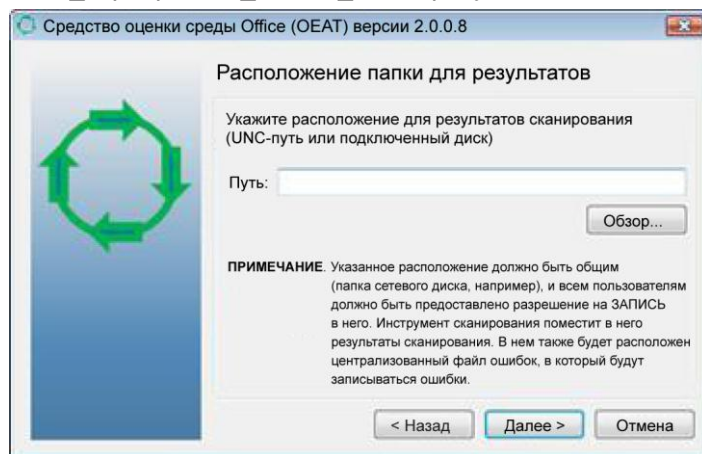 Средство оценки среды Office (OEAT) версии 2.0.0.8
Расположение папки для результатов
Укажите расположение для результатов сканирования
(UNC-путь или подключенный диск)
Путь:
Обзор...
ПРИМЕЧАНИЕ. Указанное расположение должно быть общим
(папка сетевого диска, например), и всем пользователям
должно быть предоставлено разрешение на ЗАПИСЬ
в него. Инструмент сканирования поместит в него
результаты сканирования. В нем также будет расположен
централизованный файл ошибок, в который будут
записываться ошибки.
< Назад
Далее >
Отмена